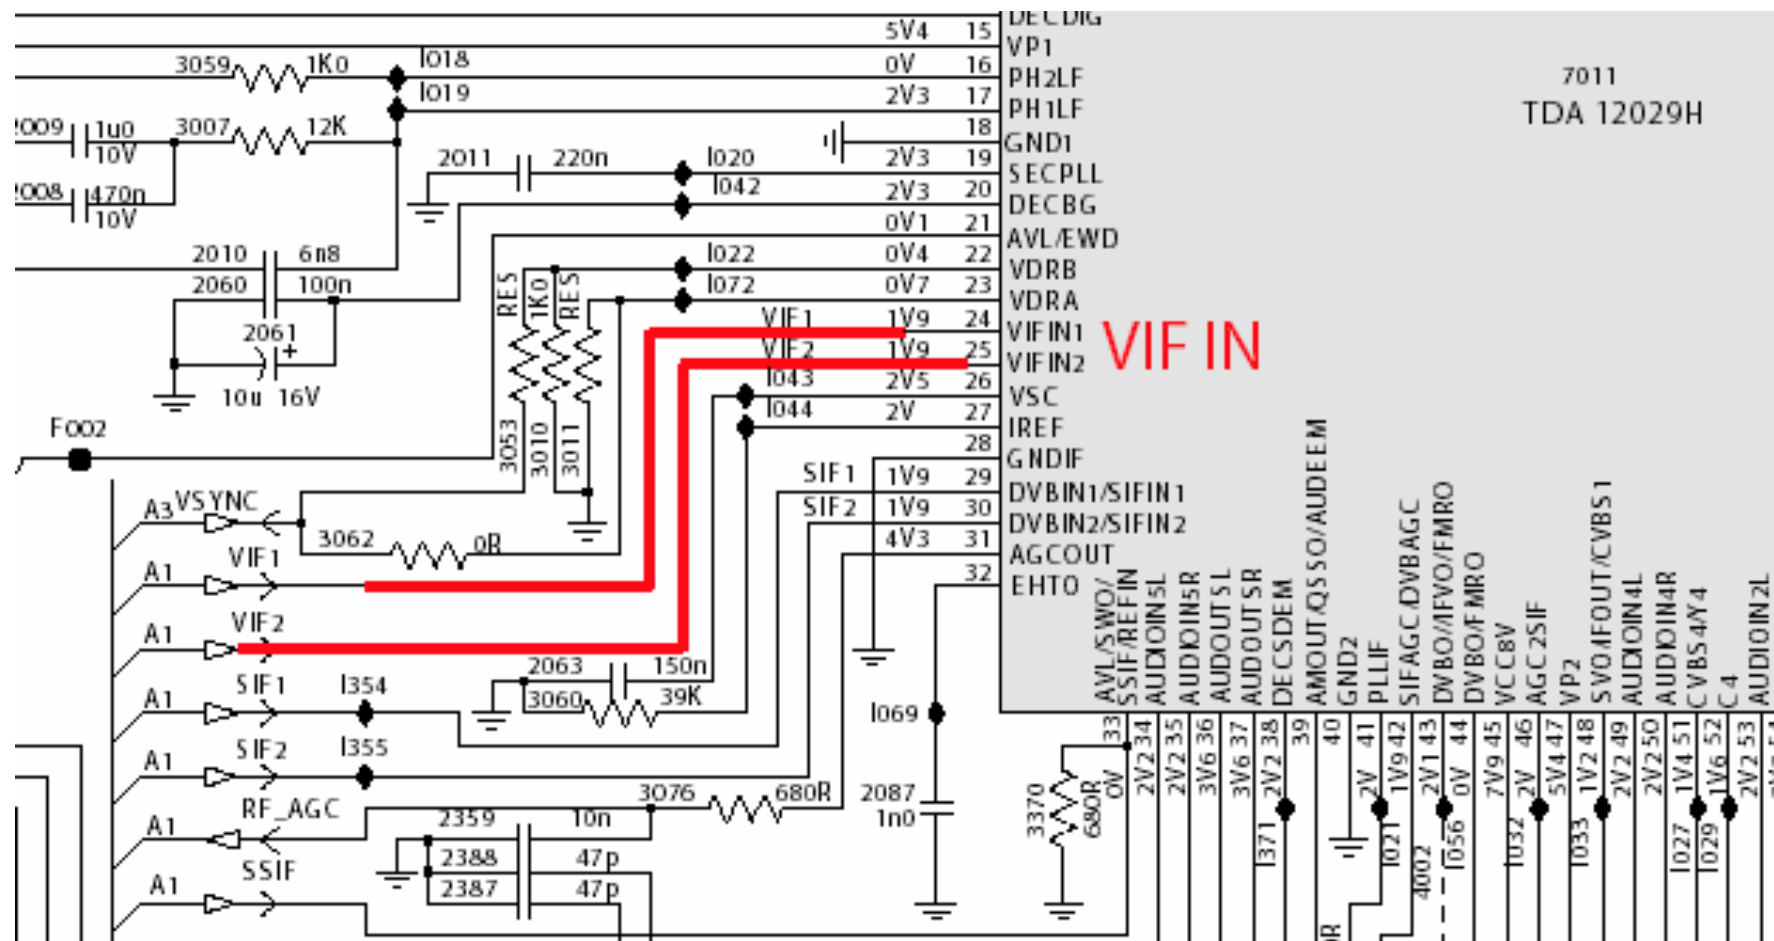 DECDIG
5V4 15
VP1
3059 1K0 I018 0V 16
PH2LF
7011
I019 2V3 17
PH1LF
TDA 12029H
2009 1u0 3007 12K 18
10V
GND1
2011 220n I020 2V3 19
SECPLL
2008 470n I042 2V3 20
10V
DECBG
0V1 21
AVL/EWD
2010 6n8 I022 0V4 22
VDRB
2060 100n I072 0V7 23
VDRA
RES
1K0
RES
VIF1 1V9 24
VIFIN1
VIF IN
2061
+
VIF2 1V9 25
VIFIN2
10u 16V
I043 2V5 26
VSC
I044 2V 27
IREF
F002
3053
3010
3011
28
GNDIF
SIF1 1V9 29
DVBIN1/SIFIN1
SIF2 1V9 30
DVBIN2/SIFIN2
A3 VSYNC
3062 0R
4V3 31
AGCOUT
A1 VIF1
32
EHTO
A1 VIF2
2063 150n
A1 SIF1 I354
3060 39K
I069
A1 SIF2 I355
3076 680R
2087
1n0
A1 RF_AGC
2359 10n
2388 47p
A1 SSIF
2387 47p
3370
680R
AVL/SWO/
SSIF/REFIN
AUDIOIN5L
AUDIOIN5R
AUDOUTSL
AUDOUTSR
DECSDEM
AMOUT/QSSO/AUDEEM
GND2
PLLIF
SIFAGC/DVBAGC
DVBO/IFVO/FMRO
DVBO/FMRO
VCC8V
AGC2SIF
VP2
SVO/IFOUT/CVBS1
AUDIOIN4L
AUDIOIN4R
CVBS4/Y4
C4
AUDIOIN2L
0V 33
2V2 34
2V2 35
3V6 36
3V6 37
2V2 38
39
40
2V 41
1V9 42
2V1 43
0V 44
7V9 45
2V 46
5V4 47
1V2 48
2V2 49
2V2 50
1V4 51
1V6 52
2V2 53
I371
I021
4002
I056
I032
I033
I027
I029